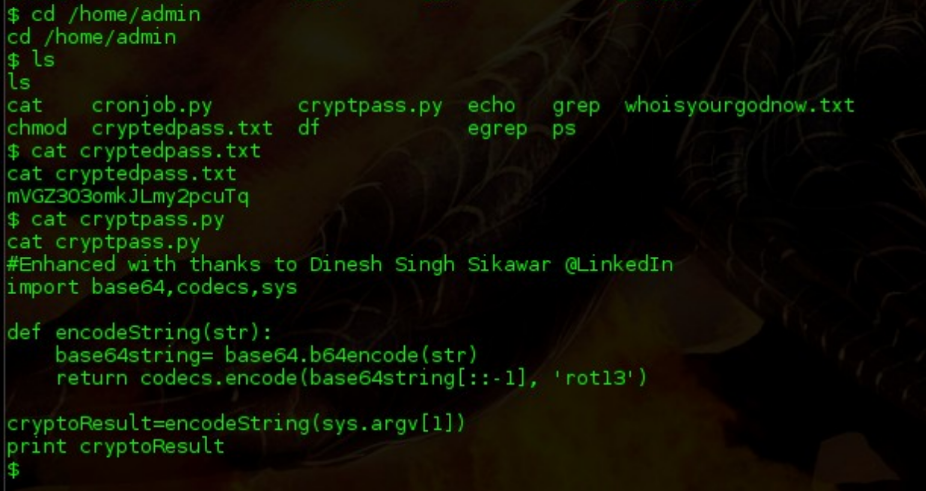 $ cd /home/admin
cd /home/admin
$ ls
ls
cat    cronjob.py       cryptpass.py  echo   grep  whoisyourgodnow.txt
chmod  cryptedpass.txt  df            egrep  ps
$ cat cryptedpass.txt
cat cryptedpass.txt
mVGZ3O3omkJLmy2pcuTq
$ cat cryptpass.py
cat cryptpass.py
#Enhanced with thanks to Dinesh Singh Sikawar @LinkedIn
import base64,codecs,sys

def encodeString(str):
    base64string= base64.b64encode(str)
    return codecs.encode(base64string[::-1], 'rot13')

cryptoResult=encodeString(sys.argv[1])
print cryptoResult
$